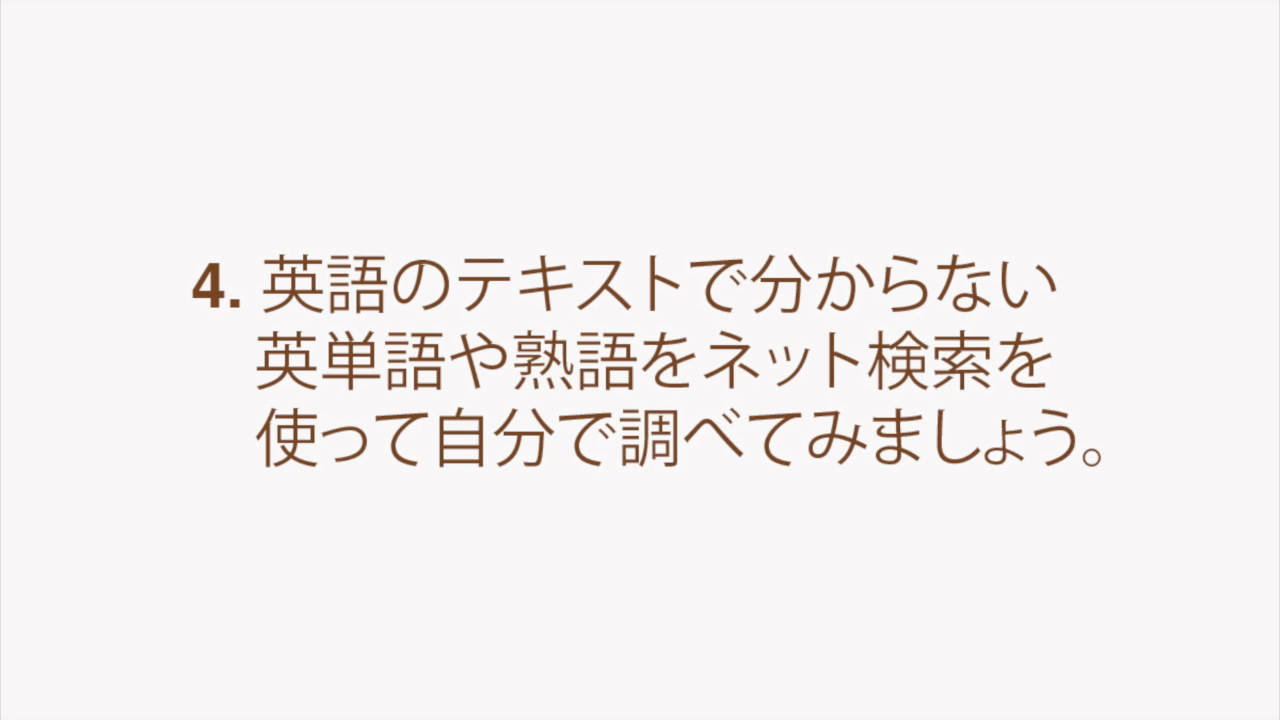 4. 英語のテキストで分からない
英単語や熟語をネット検索を
使って自分で調べてみましょう。